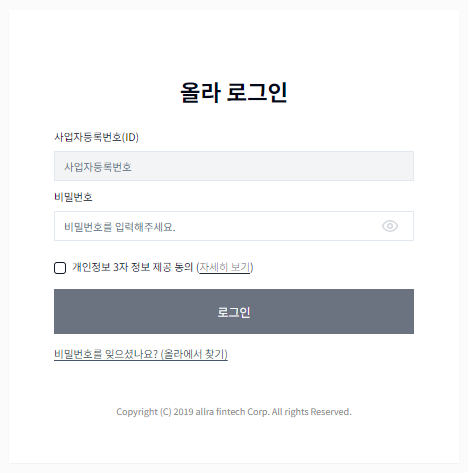 올라 로그인
사업자등록번호(ID)
사업자등록번호
비밀번호
비밀번호를 입력해주세요.
개인정보 3자 정보 제공 동의 (자세히 보기)
로그인
비밀번호를 잊으셨나요? (올라에서 찾기)
Copyright (C) 2019 allra fintech Corp. All rights Reserved.